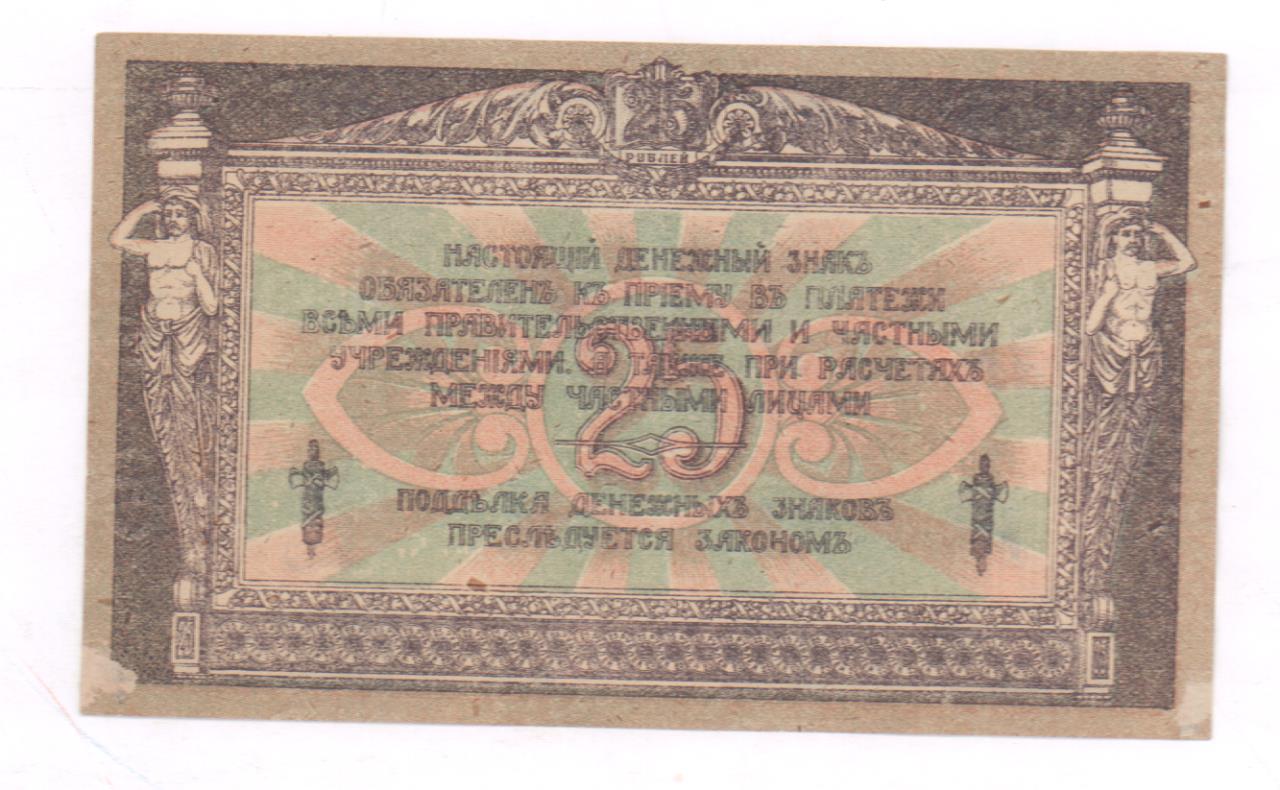 25
РУБЛЕЙ
НАСТОЯЩІЙ ДЕНЕЖНЫЙ ЗНАКЪ
ОБЯЗАТЕЛЕНЪ КЪ ПРІЕМУ ВЪ ПЛАТЕЖИ
ВСѢМИ ПРАВИТЕЛЬСТВЕННЫМИ И ЧАСТНЫМИ
УЧРЕЖДЕНІЯМИ. А ТАКЖЕ ПРИ РАСЧЕТАХЪ
МЕЖДУ ЧАСТНЫМИ ЛИЦАМИ
25
ПОДДѢЛКА ДЕНЕЖНЫХЪ ЗНАКОВЪ
ПРЕСЛѢДУЕТСЯ ЗАКОНОМЪ